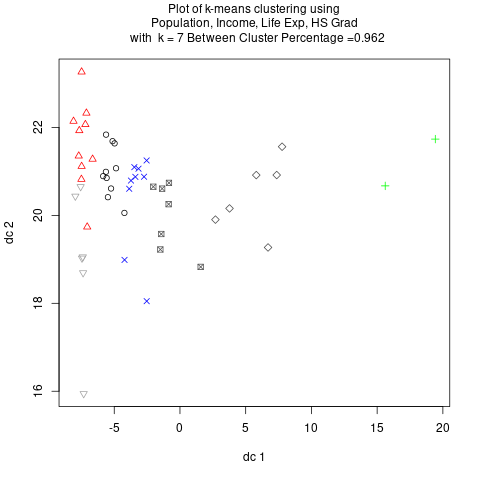 Plot of k-means clustering using
Population, Income, Life Exp, HS Grad
with k = 7 Between Cluster Percentage =0.962
22
20
18
16
dc 2
-5
0
5
10
15
20
dc 1